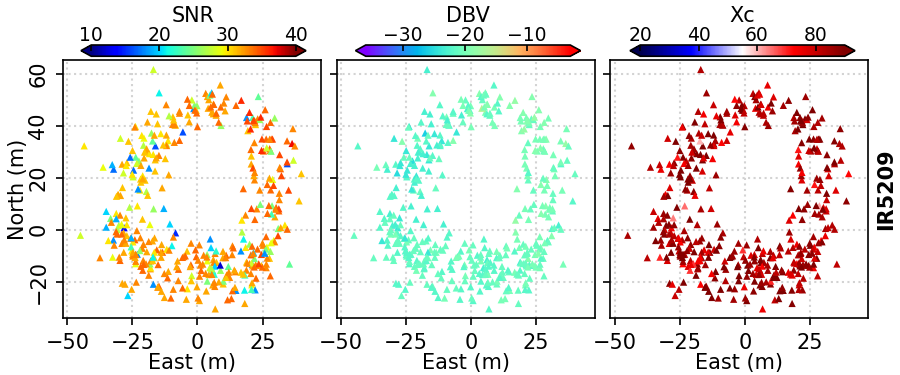 SNR DBV Xc
10 20 30 40 −30 −20 −10 20 40 60 80
60
40
20
0
−20
North (m)
IR5209
−50 −25 0 25 −50 −25 0 25 −50 −25 0 25
East (m) East (m) East (m)